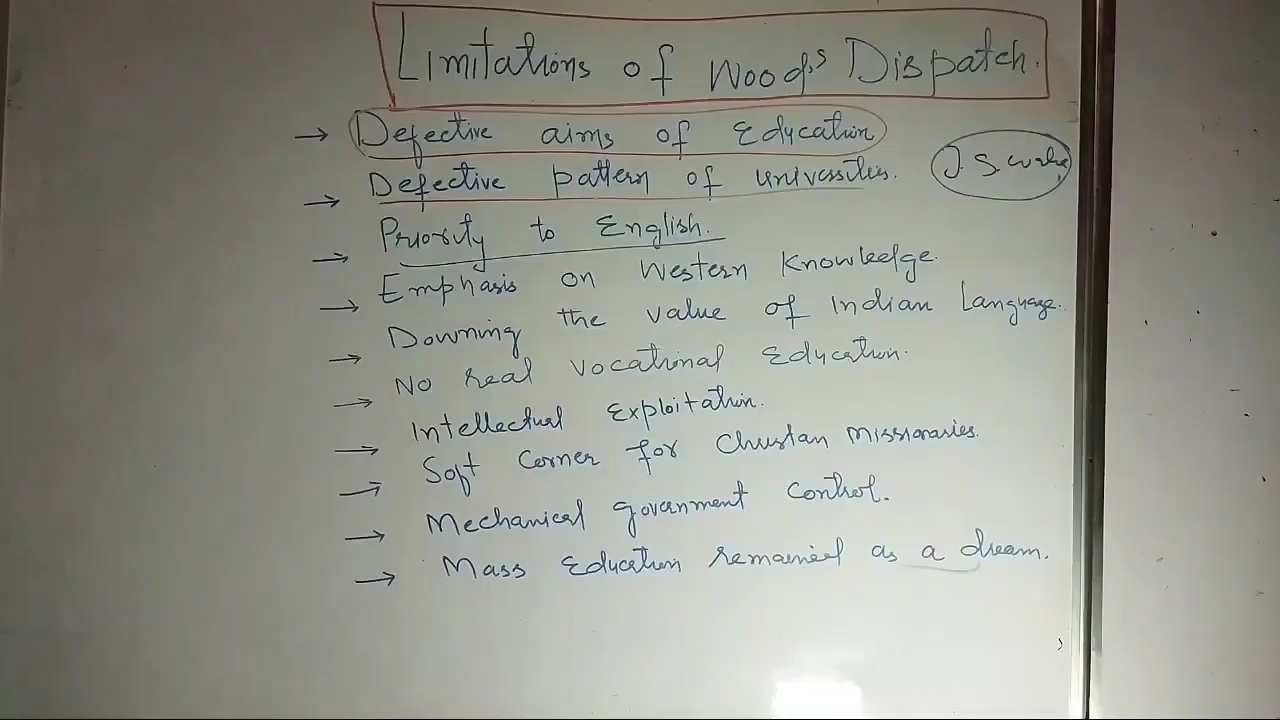 Limitations of Wood's Dispatch.
→ Defective aims of Education
→ Defective pattern of universities. J. S.
→ Priority to English.
→ Emphasis on Western Knowledge.
→ Downing the value of Indian Language.
→ No real vocational Education.
→ Intellectual Exploitation.
→ Soft Corner for Christian Missionaries.
→ Mechanical government Control.
→ Mass Education remained as a dream.